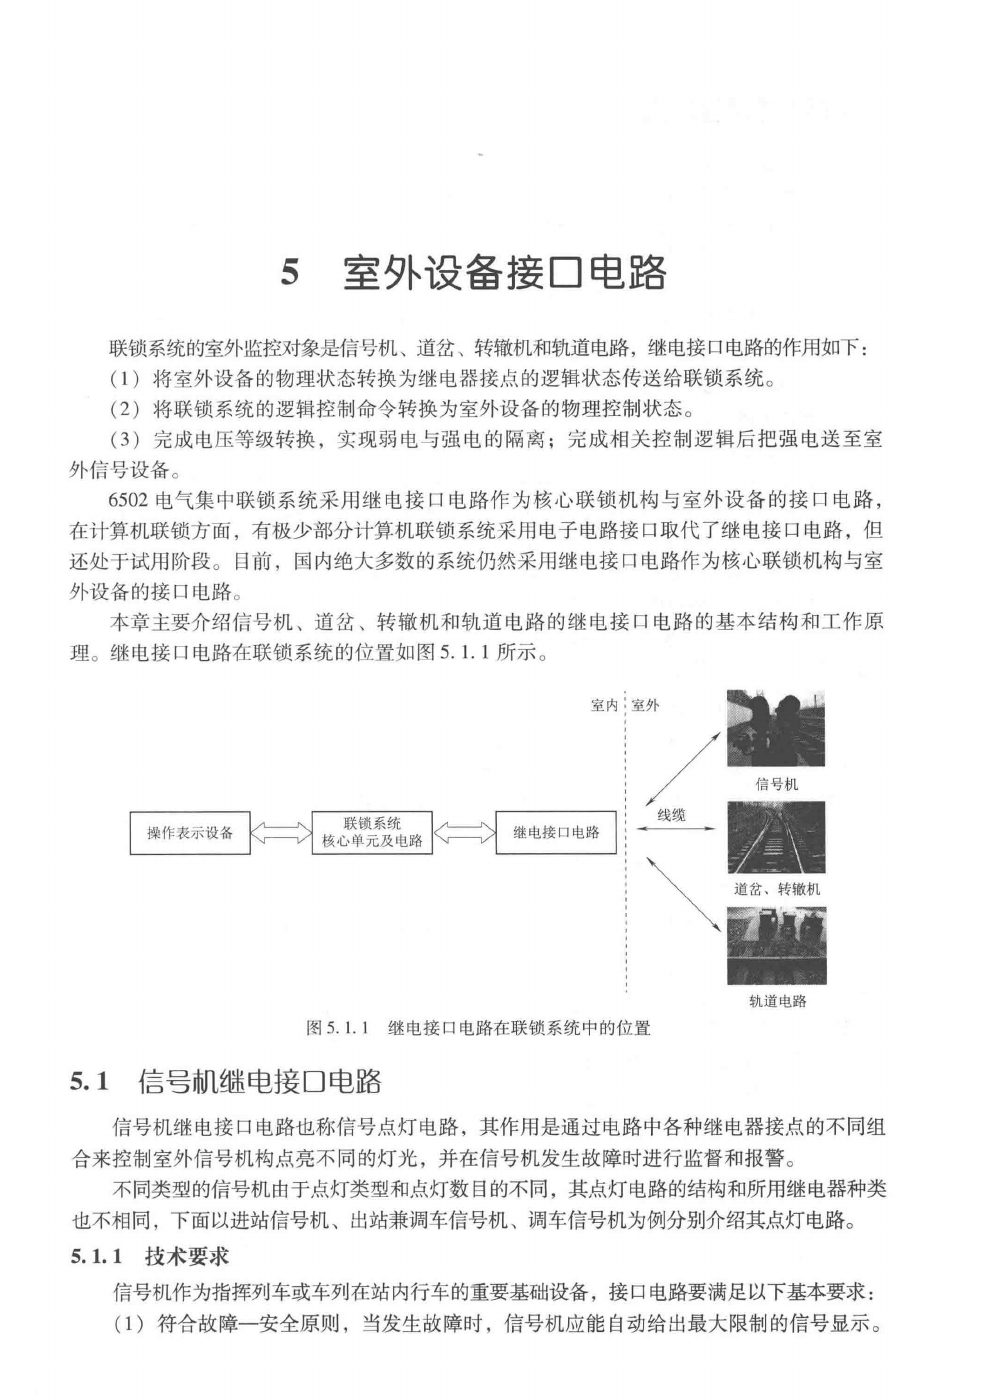 5 室外设备接口电路
联锁系统的室外监控对象是信号机、道岔、转辙机和轨道电路，继电接口电路的作用如下：
（1）将室外设备的物理状态转换为继电器接点的逻辑状态传送给联锁系统。
（2）将联锁系统的逻辑控制命令转换为室外设备的物理控制状态。
（3）完成电压等级转换，实现弱电与强电的隔离；完成相关控制逻辑后把强电送至室
外信号设备。
6502 电气集中联锁系统采用继电接口电路作为核心联锁机构与室外设备的接口电路，
在计算机联锁方面，有极少部分计算机联锁系统采用电子电路接口取代了继电接口电路，但
还处于试用阶段。目前，国内绝大多数的系统仍然采用继电接口电路作为核心联锁机构与室
外设备的接口电路。
本章主要介绍信号机、道岔、转辙机和轨道电路的继电接口电路的基本结构和工作原
理。继电接口电路在联锁系统的位置如图 5. 1. 1 所示。
室内 室外
信号机
操作表示设备
联锁系统
核心单元及电路
继电接口电路
线缆
道岔、转辙机
轨道电路
图 5. 1. 1 继电接口电路在联锁系统中的位置
5. 1 信号机继电接口电路
信号机继电接口电路也称信号点灯电路，其作用是通过电路中各种继电器接点的不同组
合来控制室外信号机构点亮不同的灯光，并在信号机发生故障时进行监督和报警。
不同类型的信号机由于点灯类型和点灯数目的不同，其点灯电路的结构和所用继电器种类
也不相同，下面以进站信号机、出站兼调车信号机、调车信号机为例分别介绍其点灯电路。
5. 1. 1 技术要求
信号机作为指挥列车或车列在站内行车的重要基础设备，接口电路要满足以下基本要求：
（1）符合故障—安全原则，当发生故障时，信号机应能自动给出最大限制的信号显示。